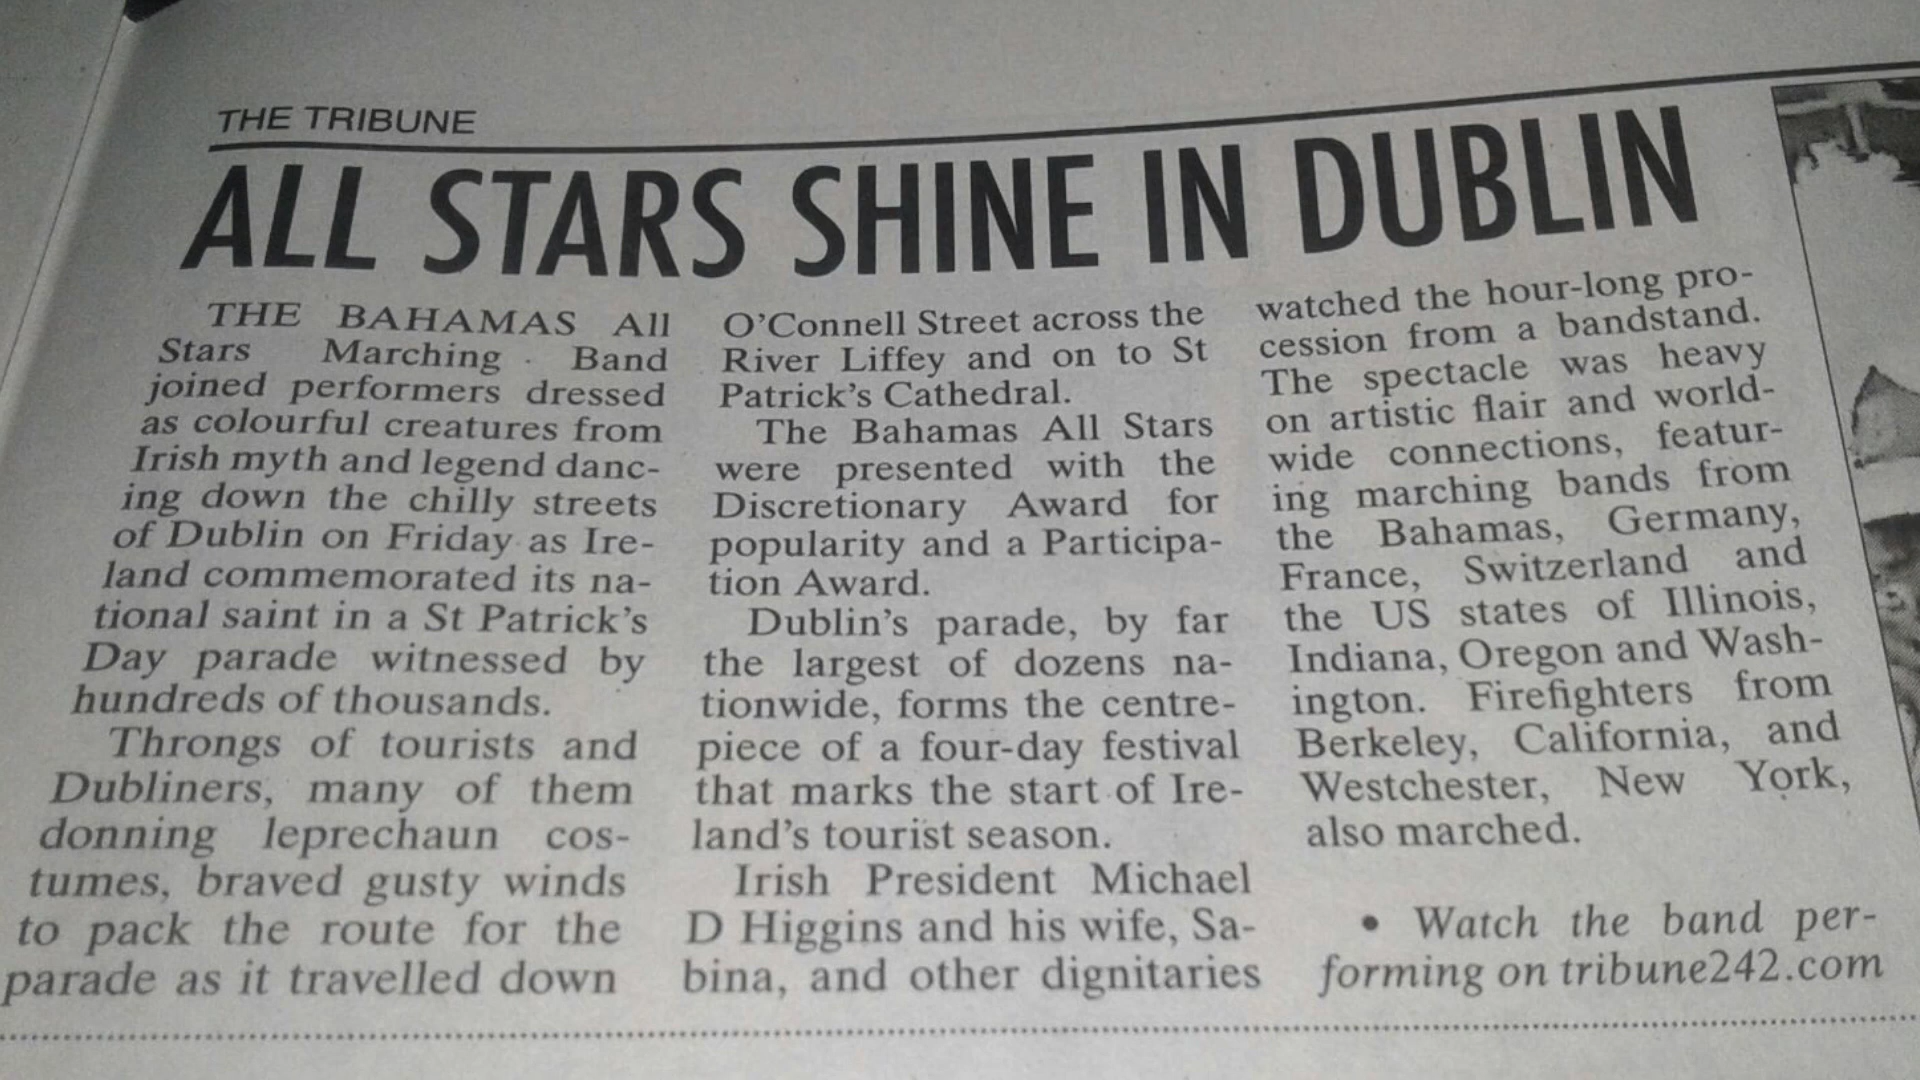 THE TRIBUNE
ALL STARS SHINE IN DUBLIN
THE BAHAMAS All
Stars Marching Band
joined performers dressed
as colourful creatures from
Irish myth and legend danc-
ing down the chilly streets
of Dublin on Friday as Ire-
land commemorated its na-
tional saint in a St Patrick's
Day parade witnessed by
hundreds of thousands.
Throngs of tourists and
Dubliners, many of them
donning leprechaun cos-
tumes, braved gusty winds
to pack the route for the
parade as it travelled down
O'Connell Street across the
River Liffey and on to St
Patrick's Cathedral.
The Bahamas All Stars
were presented with the
Discretionary Award for
popularity and a Participa-
tion Award.
Dublin's parade, by far
the largest of dozens na-
tionwide, forms the centre-
piece of a four-day festival
that marks the start of Ire-
land's tourist season.
Irish President Michael
D Higgins and his wife, Sa-
bina, and other dignitaries
watched the hour-long pro-
cession from a bandstand.
The spectacle was heavy
on artistic flair and world-
wide connections, featur-
ing marching bands from
the Bahamas, Germany,
France, Switzerland and
the US states of Illinois,
Indiana, Oregon and Wash-
ington. Firefighters from
Berkeley, California, and
Westchester, New York,
also marched.
• Watch the band per-
forming on tribune242.com